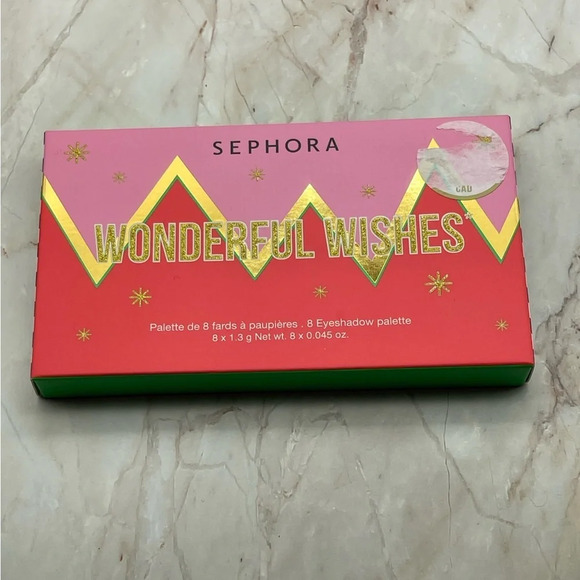 SEPHORA
CAD
WONDERFUL WISHES*
Palette de 8 fards à paupières . 8 Eyeshadow palette
8 x 1.3 g Net wt. 8 x 0.045 oz.